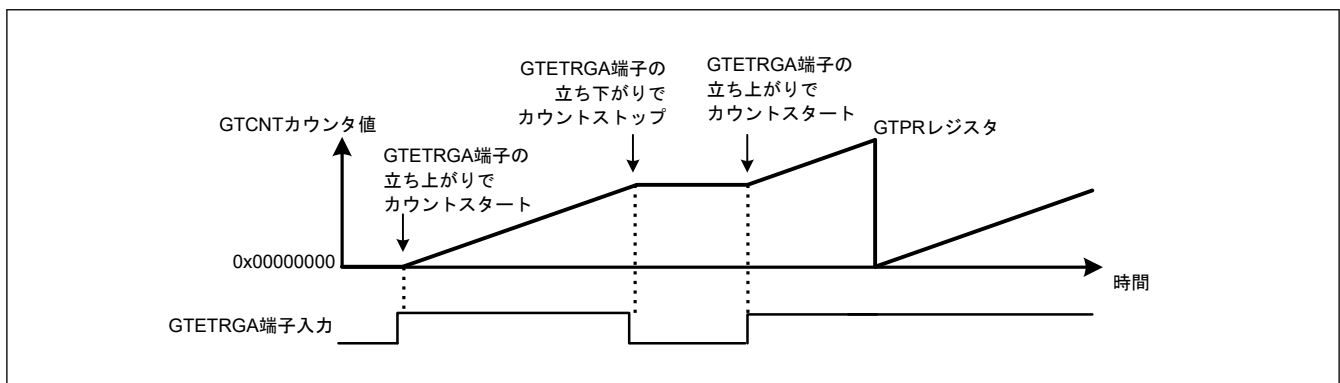 GTETRGA端子の
立ち下がりで
カウントストップ
GTETRGA端子の
立ち上がりで
カウントスタート
GTCNTカウンタ値
GTPRレジスタ
GTETRGA端子の
立ち上がりで
カウントスタート
0x00000000
時間
GTETRGA端子入力